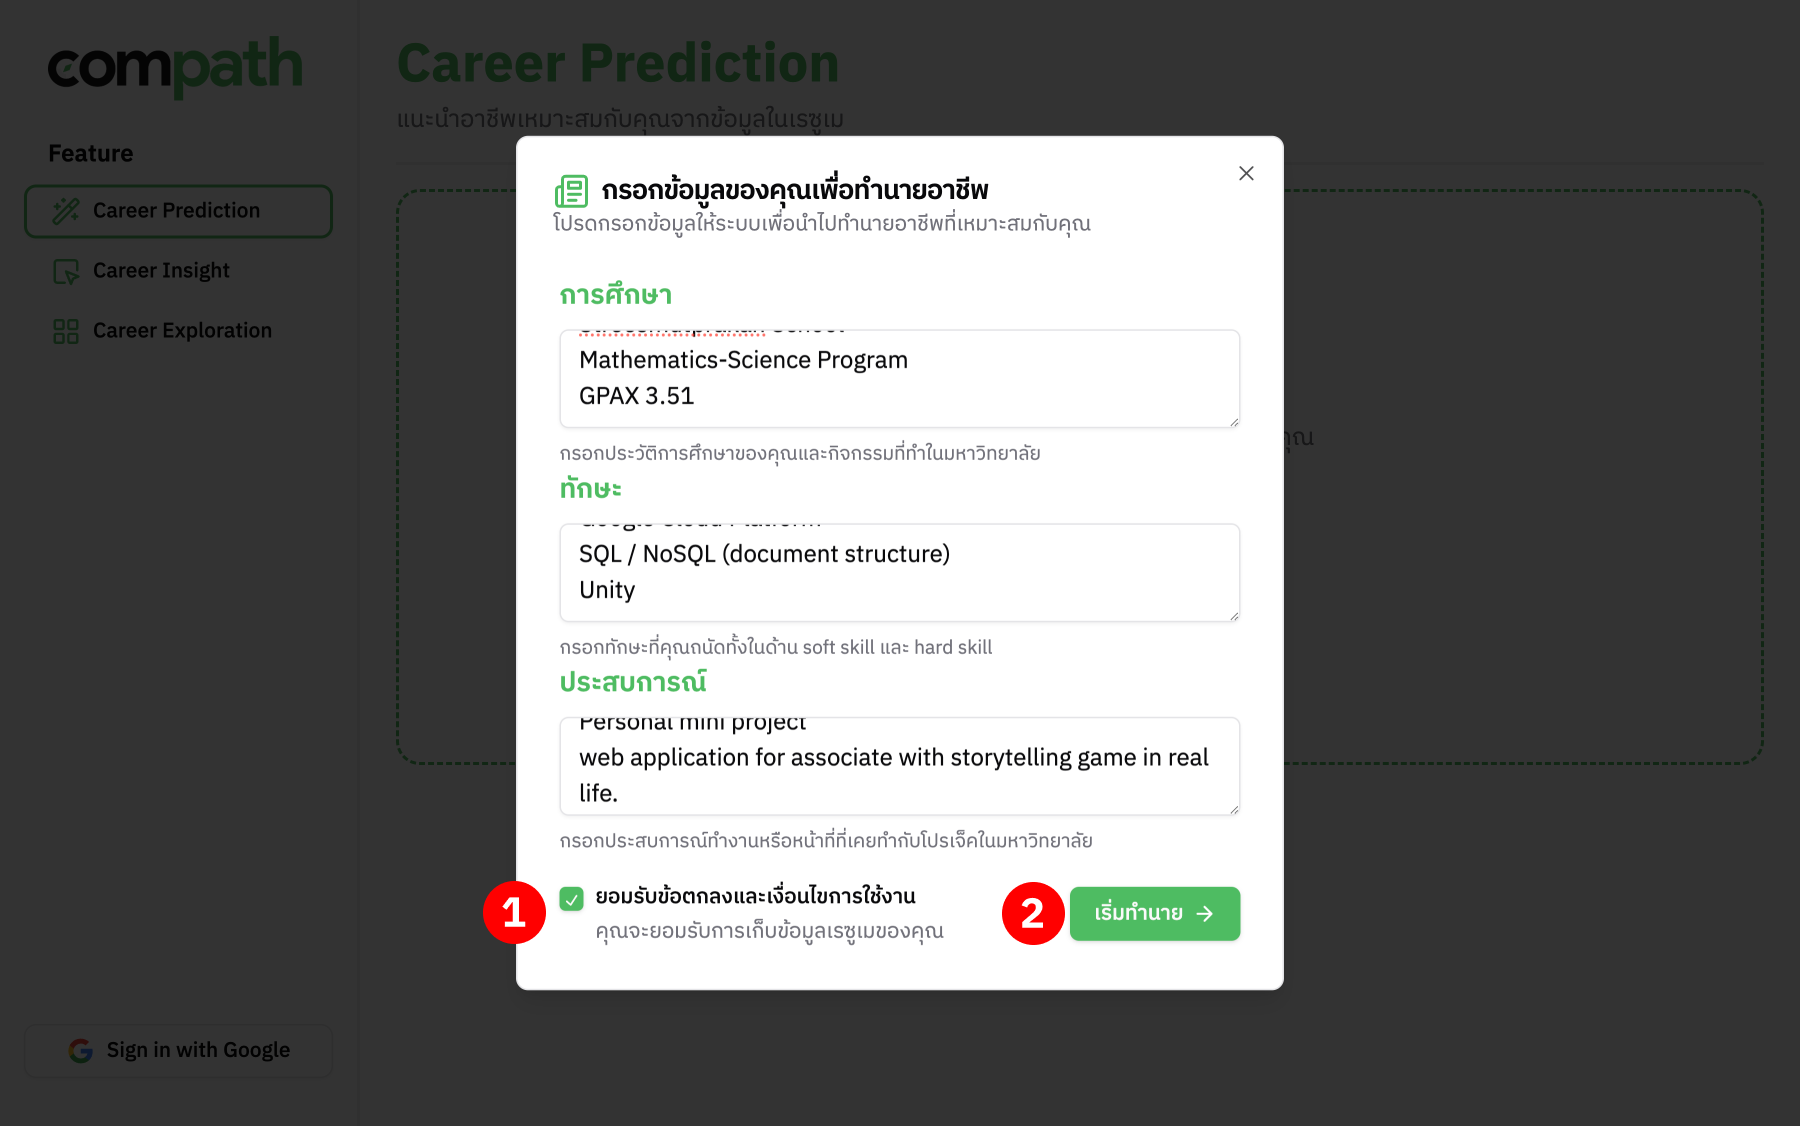 compath
Career Prediction
แนะนำอาชีพเหมาะสมกับคุณจากข้อมูลในเรซูเม่
Feature
Career Prediction
Career Insight
Career Exploration
กรอกข้อมูลของคุณเพื่อทำนายอาชีพ
โปรดกรอกข้อมูลให้ระบบเพื่อนำไปทำนายอาชีพที่เหมาะสมกับคุณ
การศึกษา
School
Mathematics-Science Program
GPAX 3.51
กรอกประวัติการศึกษาของคุณและกิจกรรมที่ทำในมหาวิทยาลัย
ทักษะ
Google Cloud Platform
SQL / NoSQL (document structure)
Unity
กรอกทักษะที่คุณถนัดทั้งในด้าน soft skill และ hard skill
ประสบการณ์
Personal mini project
web application for associate with storytelling game in real
life.
กรอกประสบการณ์ทำงานหรือหน้าที่ที่เคยทำกับโปรเจ็คในมหาวิทยาลัย
1
ยอมรับข้อตกลงและเงื่อนไขการใช้งาน
คุณจะยอมรับการเก็บข้อมูลเรซูเมของคุณ
2
เริ่มทำนาย
Sign in with Google